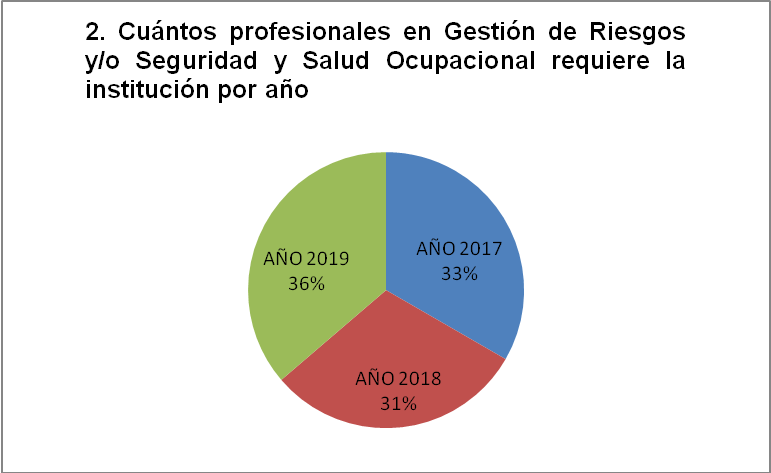 2. Cuántos profesionales en Gestión de Riesgos
y/o Seguridad y Salud Ocupacional requiere la
institución por año
AÑO 2019
36%
AÑO 2017
33%
AÑO 2018
31%